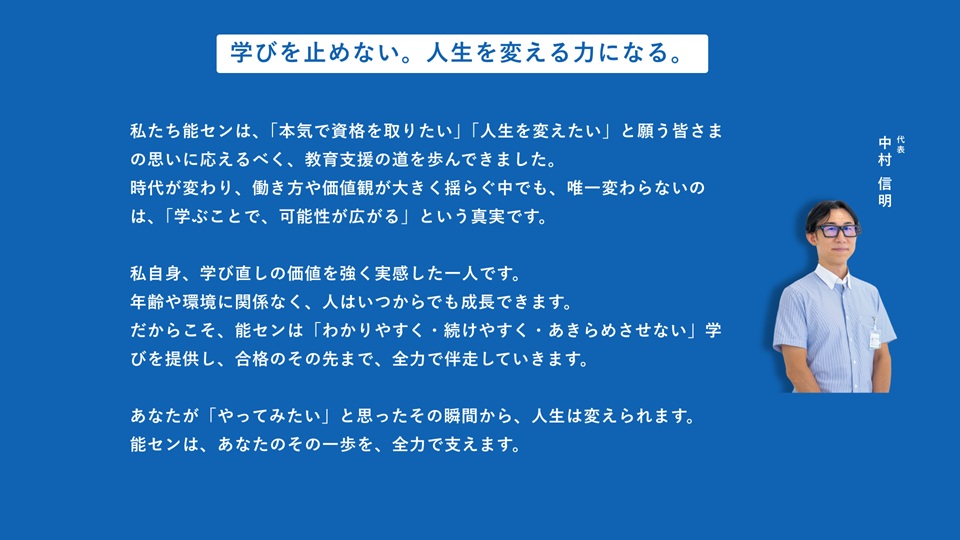 学びを止めない。人生を変える力になる。
私たち能センは、「本気で資格を取りたい」「人生を変えたい」と願う皆さま
の思いに応えるべく、教育支援の道を歩んできました。
時代が変わり、働き方や価値観が大きく揺らぐ中でも、唯一変わらないの
は、「学ぶことで、可能性が広がる」という真実です。
私自身、学び直しの価値を強く実感した一人です。
年齢や環境に関係なく、人はいつからでも成長できます。
だからこそ、能センは「わかりやすく・続けやすく・あきらめさせない」学
びを提供し、合格のその先まで、全力で伴走していきます。
あなたが「やってみたい」と思ったその瞬間から、人生は変えられます。
能センは、あなたのその一歩を、全力で支えます。
代表
中村 信明